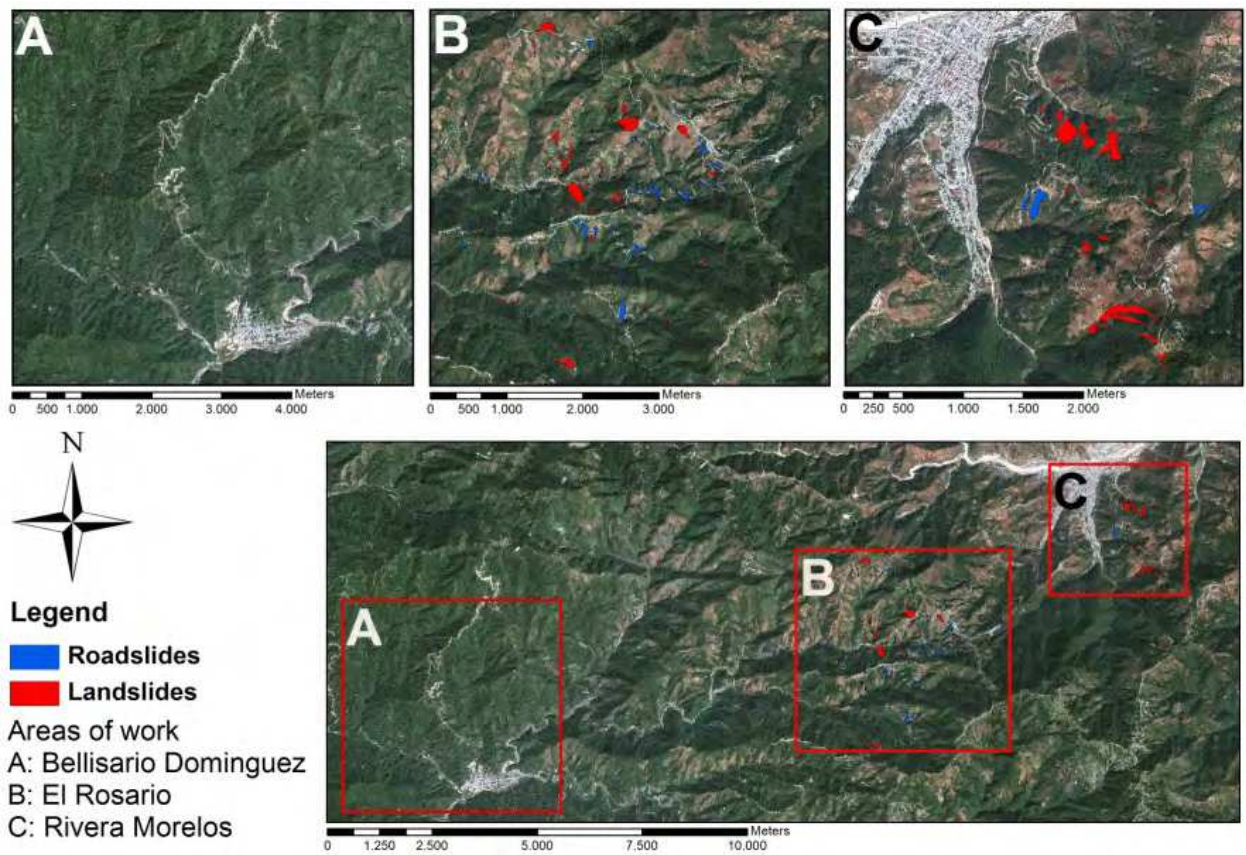 A
B
C
Meters
0 500 1.000 2.000 3.000 4.000
Meters
0 500 1.000 2.000 3.000
Meters
0 250 500 1.000 1.500 2.000
N
Legend
Roadslides
Landslides
Areas of work
A: Bellisario Dominguez
B: El Rosario
C: Rivera Morelos
A
B
C
Meters
0 1.250 2.500 5.000 7.500 10.000